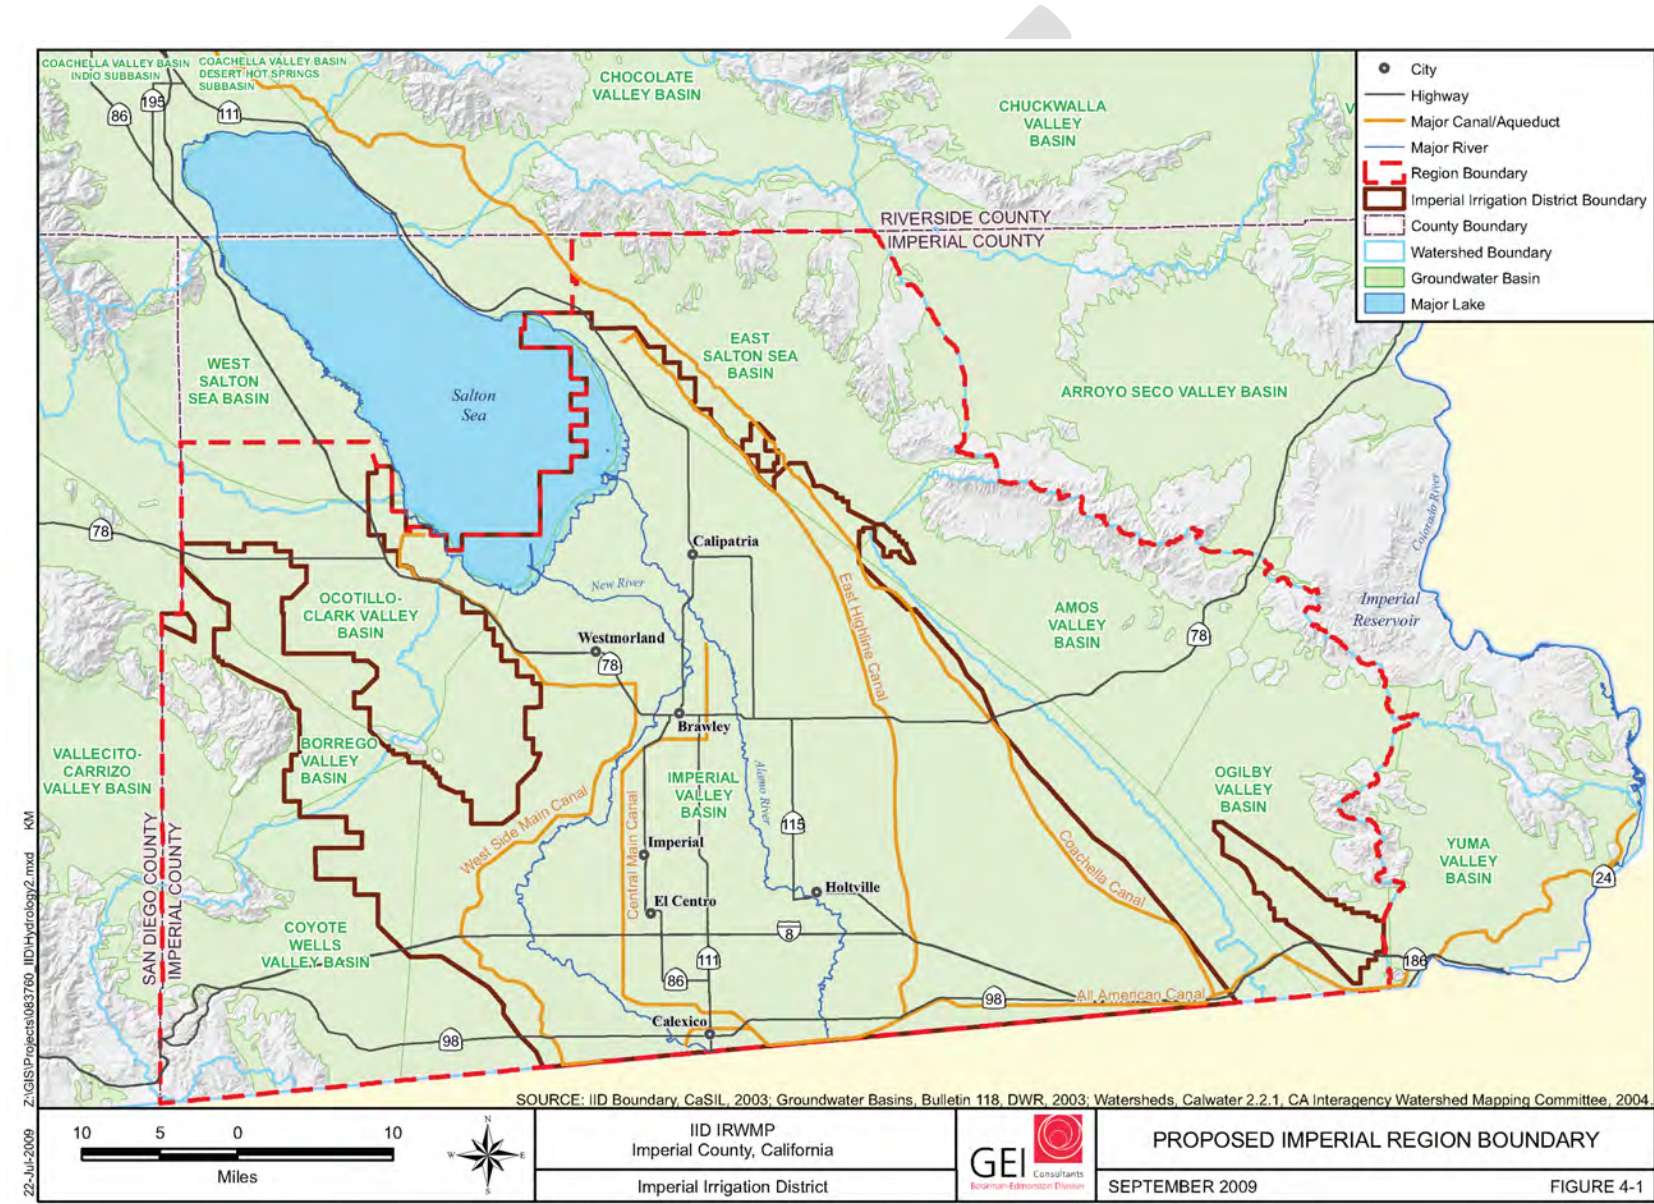 COACHELLA VALLEY BASIN
INDIO SUBBASIN
COACHELLA VALLEY BASIN
DESERT HOT SPRINGS
SUBBASIN
CHOCOLATE
VALLEY BASIN
CHUCKWALLA
VALLEY
BASIN
V
86
195
111
City
Highway
Major Canal/Aqueduct
Major River
Region Boundary
Imperial Irrigation District Boundary
County Boundary
Watershed Boundary
Groundwater Basin
Major Lake
RIVERSIDE COUNTY
IMPERIAL COUNTY
WEST
SALTON
SEA BASIN
Salton
Sea
EAST
SALTON SEA
BASIN
ARROYO SECO VALLEY BASIN
Colorado River
78
Calipatria
New River
OCOTILLO-
CLARK VALLEY
BASIN
East Highline Canal
AMOS
VALLEY
BASIN
Imperial
Reservoir
78
Westmorland
78
Brawley
VALLECITO-
CARRIZO
VALLEY BASIN
BORREGO
VALLEY
BASIN
IMPERIAL
VALLEY
BASIN
Alamo River
OGILBY
VALLEY
BASIN
West Side Main Canal
Central Main Canal
115
Coachella Canal
YUMA
VALLEY
BASIN
SAN DIEGO COUNTY
IMPERIAL COUNTY
Imperial
El Centro
Holtville
24
COYOTE
WELLS
VALLEY BASIN
8
111
86
186
98
All American Canal
Calexico
98
Z:\GIS\Projects\083760_IID\Hydrology2.mxd KM
22-Jul-2009
SOURCE: IID Boundary, CaSIL, 2003; Groundwater Basins, Bulletin 118, DWR, 2003; Watersheds, Calwater 2.2.1, CA Interagency Watershed Mapping Committee, 2004.
10 5 0 10
Miles
N
W E
S
IID IRWMP
Imperial County, California
Imperial Irrigation District
GEI Consultants
Bookman-Edmonston Division
PROPOSED IMPERIAL REGION BOUNDARY
SEPTEMBER 2009
FIGURE 4-1